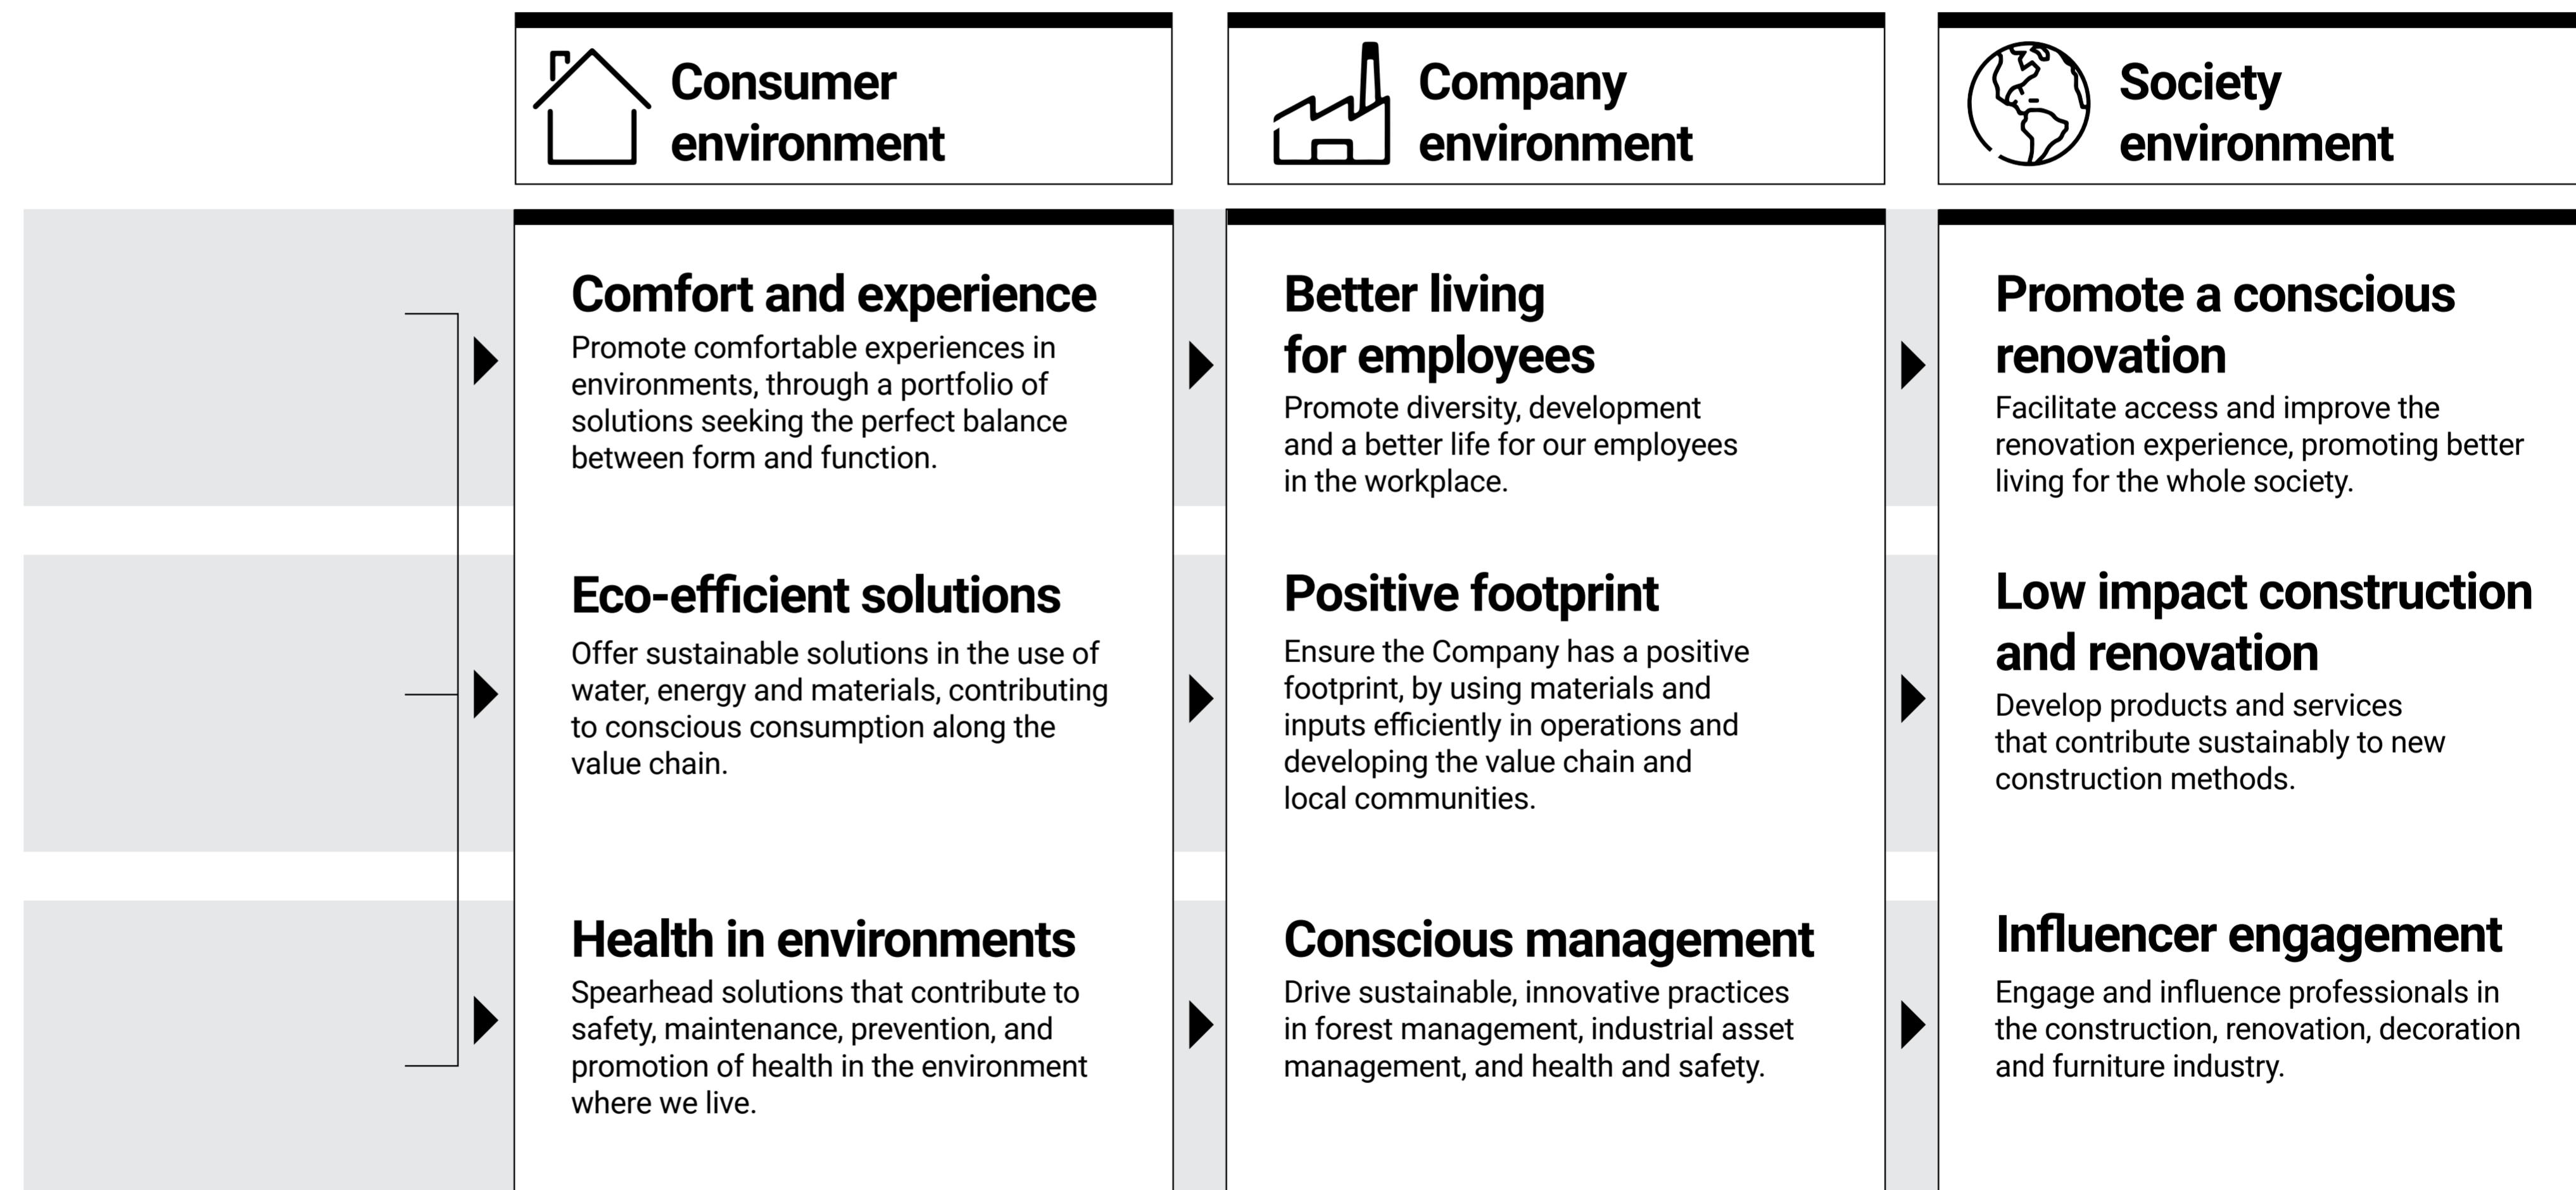 Consumer
environment
Company
environment
Society
environment
Comfort and experience
Promote comfortable experiences in
environments, through a portfolio of
solutions seeking the perfect balance
between form and function.
Better living
for employees
Promote diversity, development
and a better life for our employees
in the workplace.
Promote a conscious
renovation
Facilitate access and improve the
renovation experience, promoting better
living for the whole society.
Eco-efficient solutions
Offer sustainable solutions in the use of
water, energy and materials, contributing
to conscious consumption along the
value chain.
Positive footprint
Ensure the Company has a positive
footprint, by using materials and
inputs efficiently in operations and
developing the value chain and
local communities.
Low impact construction
and renovation
Develop products and services
that contribute sustainably to new
construction methods.
Health in environments
Spearhead solutions that contribute to
safety, maintenance, prevention, and
promotion of health in the environment
where we live.
Conscious management
Drive sustainable, innovative practices
in forest management, industrial asset
management, and health and safety.
Influencer engagement
Engage and influence professionals in
the construction, renovation, decoration
and furniture industry.